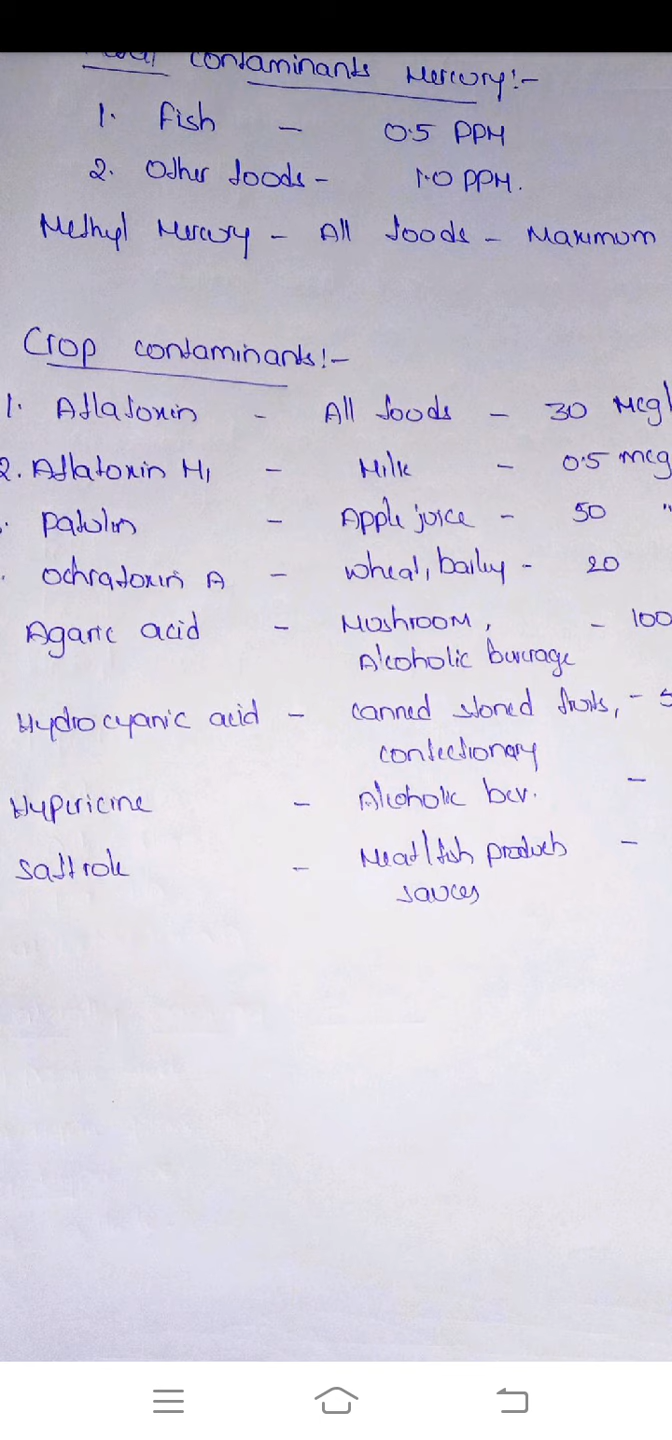 contaminants Mercury:-
1. Fish - 0.5 PPM
2. Other foods - 1.0 PPM.
Methyl Mercury - All foods - Maximum
Crop contaminants:-
1. Aflatoxin - All foods - 30 mcg/
2. Aflatoxin M1 - Milk - 0.5 mcg
. Patulin - Apple juice - 50 "
. Ochratoxin A - wheat, barley - 20
Agaric acid - Mushroom, - 100
Alcoholic beverage
Hydrocyanic acid - canned stoned fruits, - 5
confectionary
Hypericine - Alcoholic bev. -
Saffrole - Meat/fish products -
sauces